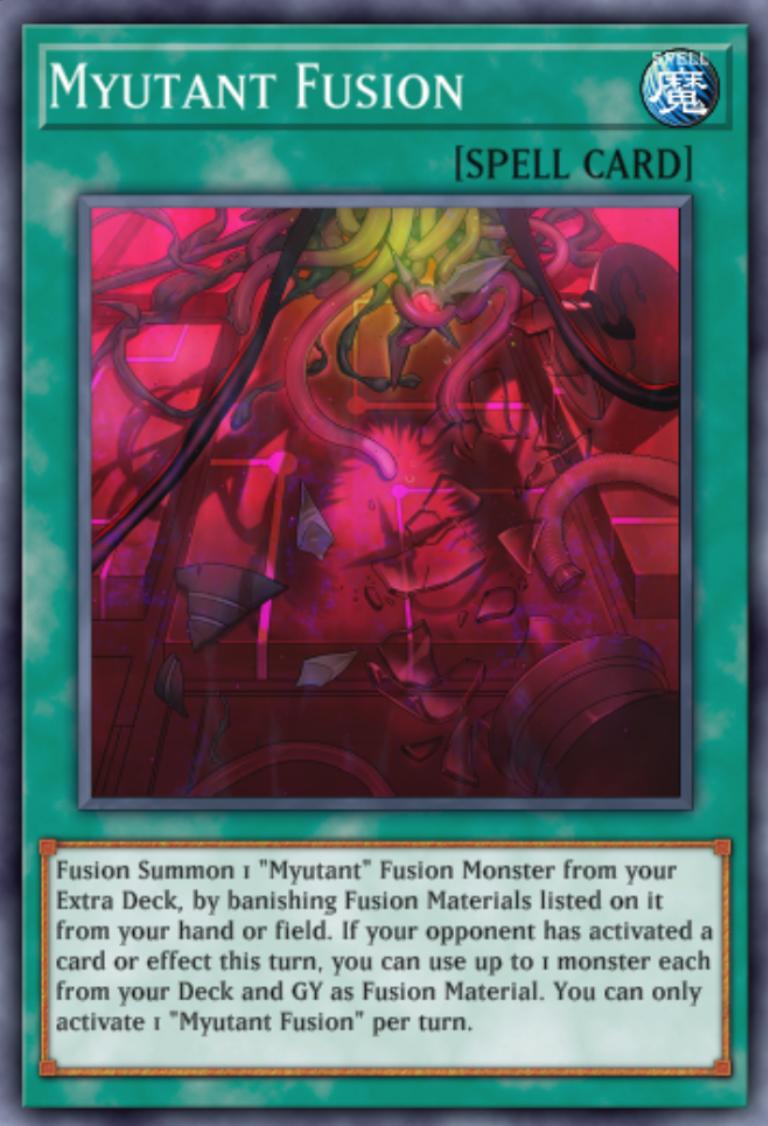 Myutant Fusion
SPELL
魔
[SPELL CARD]
Fusion Summon 1 "Myutant" Fusion Monster from your
Extra Deck, by banishing Fusion Materials listed on it
from your hand or field. If your opponent has activated a
card or effect this turn, you can use up to 1 monster each
from your Deck and GY as Fusion Material. You can only
activate 1 "Myutant Fusion" per turn.